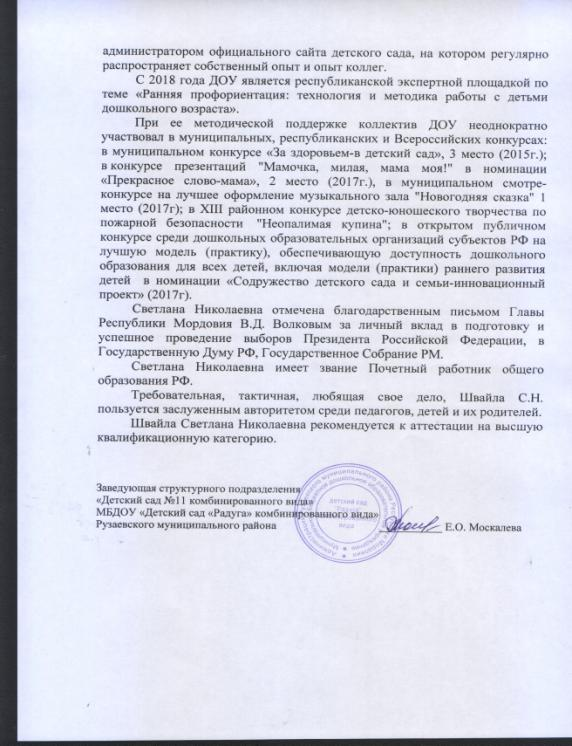 администратором официального сайта детского сада, на котором регулярно
распространяет собственный опыт и опыт коллег.
С 2018 года ДОУ является республиканской экспертной площадкой по
теме «Ранняя профориентация: технология и методика работы с детьми
дошкольного возраста».
При ее методической поддержке коллектив ДОУ неоднократно
участвовал в муниципальных, республиканских и Всероссийских конкурсах:
в муниципальном конкурсе «За здоровьем-в детский сад», 3 место (2015г.);
в конкурсе презентаций "Мамочка, милая, мама моя!" в номинации
«Прекрасное слово-мама», 2 место (2017г.), в муниципальном смотре-
конкурсе на лучшее оформление музыкального зала "Новогодняя сказка" 1
место (2017г); в XIII районном конкурсе детско-юношеского творчества по
пожарной безопасности "Неопалимая купина"; в открытом публичном
конкурсе среди дошкольных образовательных организаций субъектов РФ на
лучшую модель (практику), обеспечивающую доступность дошкольного
образования для всех детей, включая модели (практики) раннего развития
детей в номинации «Содружество детского сада и семьи-инновационный
проект» (2017г).
Светлана Николаевна отмечена благодарственным письмом Главы
Республики Мордовия В.Д. Волковым за личный вклад в подготовку и
успешное проведение выборов Президента Российской Федерации, в
Государственную Думу РФ, Государственное Собрание РМ.
Светлана Николаевна имеет звание Почетный работник общего
образования РФ.
Требовательная, тактичная, любящая свое дело, Швайла С.Н.
пользуется заслуженным авторитетом среди педагогов, детей и их родителей.
Швайла Светлана Николаевна рекомендуется к аттестации на высшую
квалификационную категорию.
Заведующая структурного подразделения
«Детский сад №11 комбинированного вида»
МБДОУ «Детский сад «Радуга» комбинированного вида»
Рузаевского муниципального района Е.О. Москалева
детский сад
вида